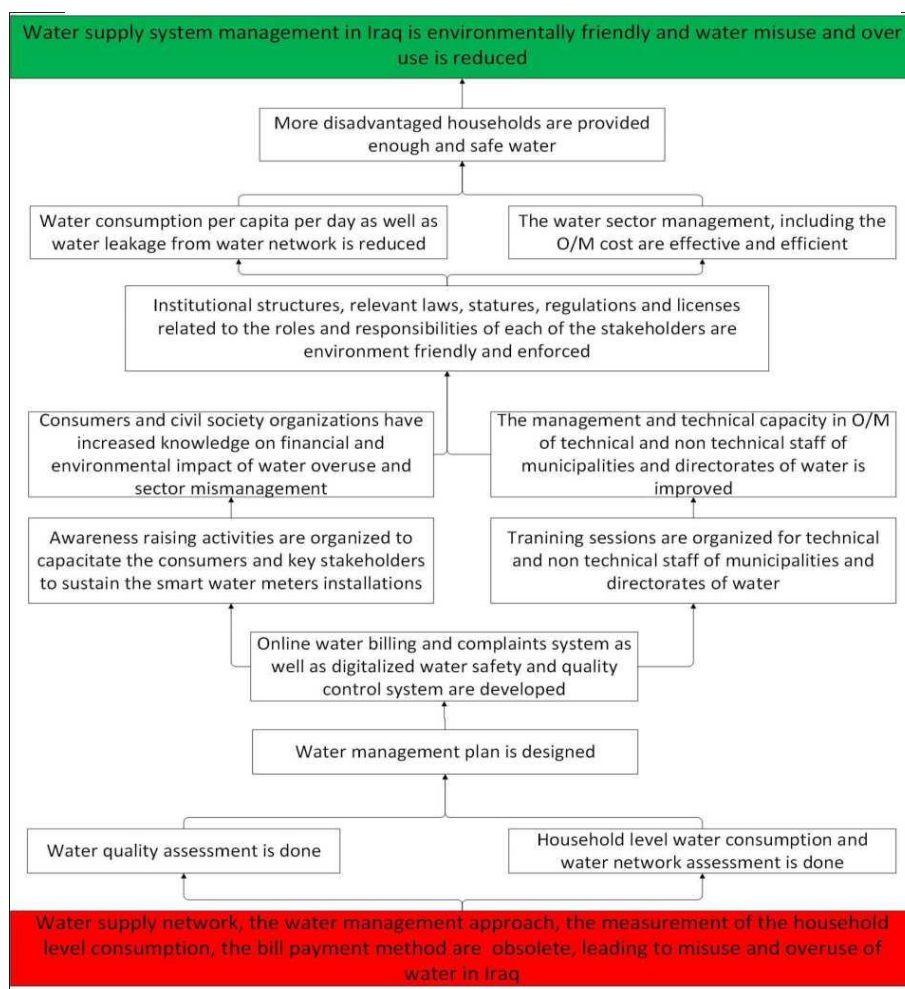 Water supply system management in Iraq is environmentally friendly and water misuse and over
use is reduced
More disadvantaged households are provided
enough and safe water
Water consumption per capita per day as well as
water leakage from water network is reduced
The water sector management, including the
O/M cost are effective and efficient
Institutional structures, relevant laws, statures, regulations and licenses
related to the roles and responsibilities of each of the stakeholders are
environment friendly and enforced
Consumers and civil society organizations have
increased knowledge on financial and
environmental impact of water overuse and
sector mismanagement
The management and technical capacity in O/M
of technical and non technical staff of
municipalities and directorates of water is
improved
Awareness raising activities are organized to
capacitate the consumers and key stakeholders
to sustain the smart water meters installations
Tranining sessions are organized for technical
and non technical staff of municipalities and
directorates of water
Online water billing and complaints system as
well as digitalized water safety and quality
control system are developed
Water management plan is designed
Water quality assessment is done
Household level water consumption and
water network assessment is done
Water supply network, the water management approach, the measurement of the household
level consumption, the bill payment method are obsolete, leading to misuse and overuse of
water in Iraq